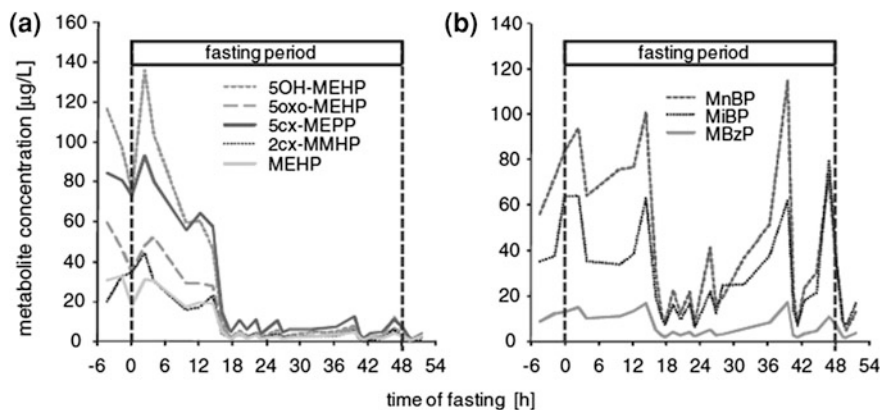 (a)
metabolite concentration [µg/L]
160
140
120
100
80
60
40
20
0
fasting period
5OH-MEHP
5oxo-MEHP
5cx-MEPP
2cx-MMHP
MEHP
-6 0 6 12 18 24 30 36 42 48 54
(b)
160
140
120
100
80
60
40
20
0
fasting period
MnBP
MiBP
MBzP
-6 0 6 12 18 24 30 36 42 48 54
time of fasting [h]